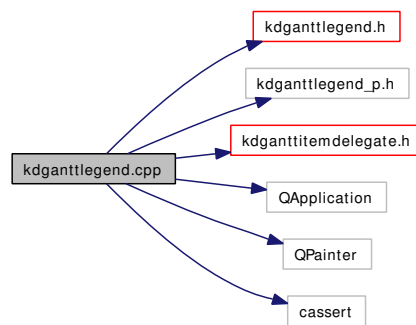 kdganttlegend.h
kdganttlegend_p.h
kdganttitemdelegate.h
kdganttlegend.cpp
QApplication
QPainter
cassert